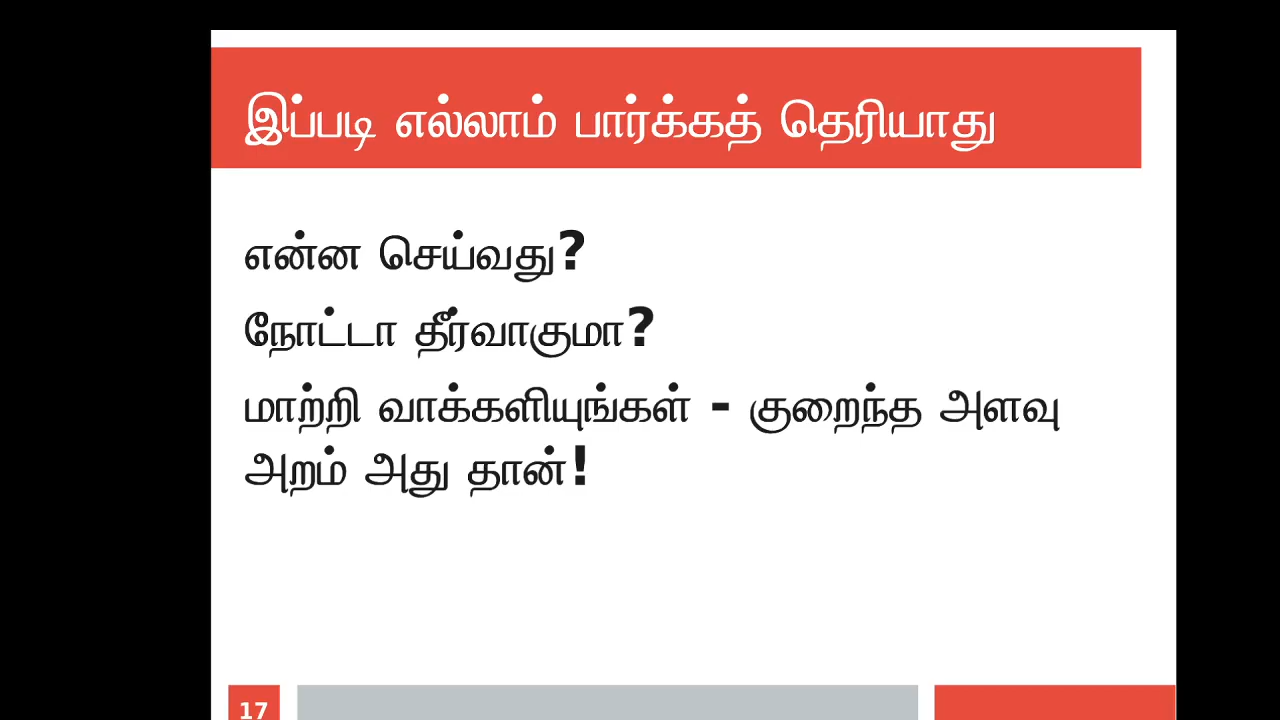 இப்படி எல்லாம் பார்க்கத் தெரியாது
என்ன செய்வது?
நோட்டா தீர்வாகுமா?
மாற்றி வாக்களியுங்கள் - குறைந்த அளவு
அறம் அது தான்!
17